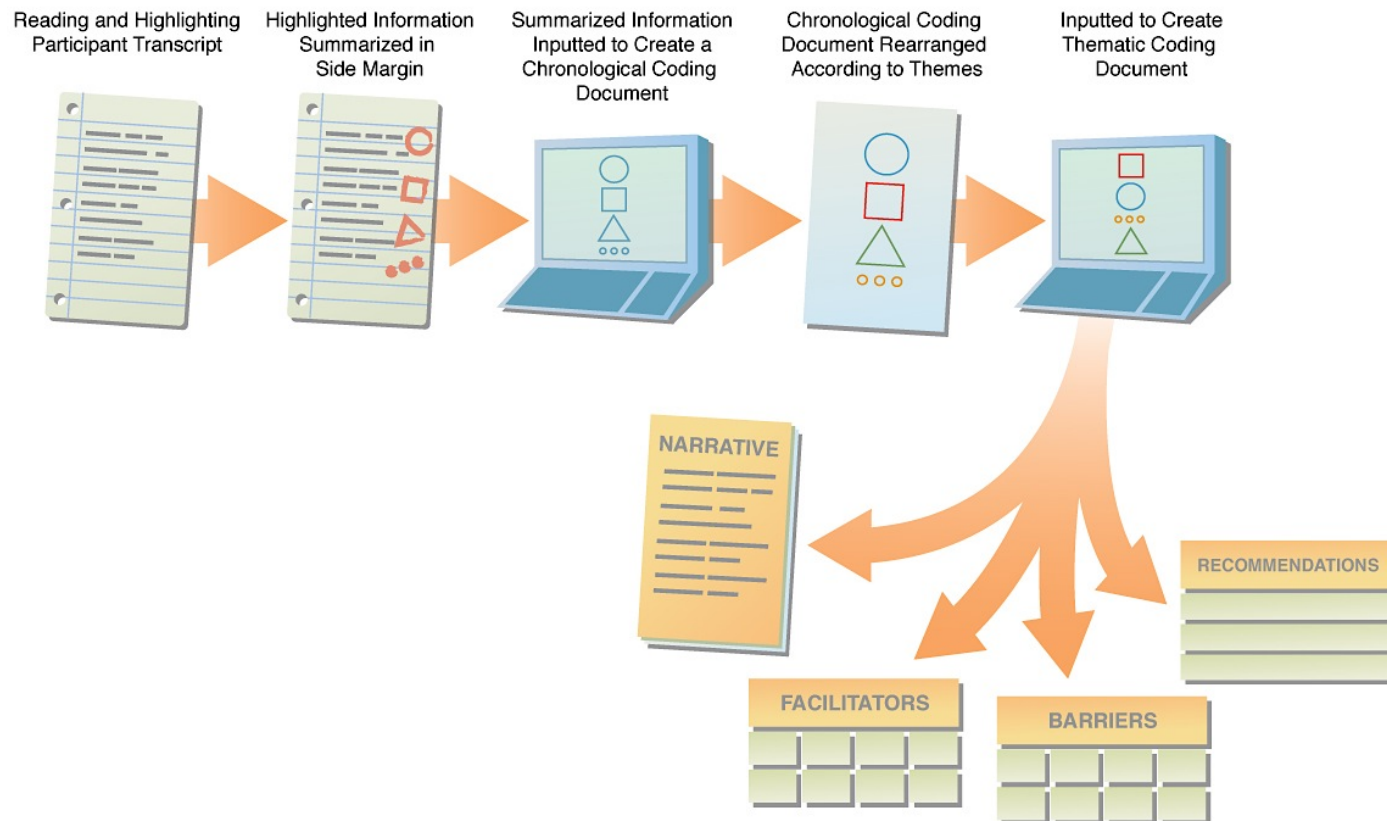 Reading and Highlighting
Participant Transcript
Highlighted Information
Summarized in
Side Margin
Summarized Information
Inputted to Create a
Chronological Coding
Document
Chronological Coding
Document Rearranged
According to Themes
Inputted to Create
Thematic Coding
Document
NARRATIVE
RECOMMENDATIONS
FACILITATORS
BARRIERS